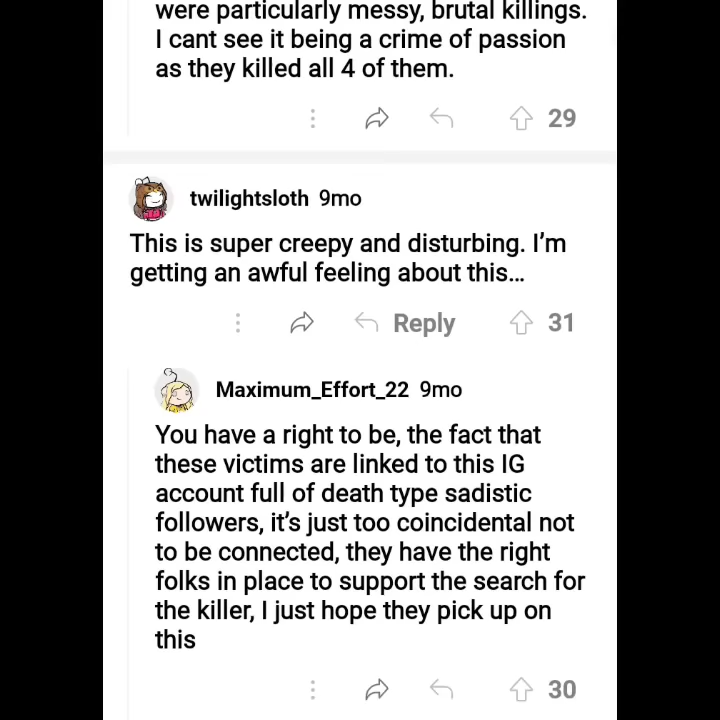 were particularly messy, brutal killings.
I cant see it being a crime of passion
as they killed all 4 of them.
29
twilightsloth 9mo
This is super creepy and disturbing. I’m
getting an awful feeling about this...
Reply 31
Maximum_Effort_22 9mo
You have a right to be, the fact that
these victims are linked to this IG
account full of death type sadistic
followers, it’s just too coincidental not
to be connected, they have the right
folks in place to support the search for
the killer, I just hope they pick up on
this
30